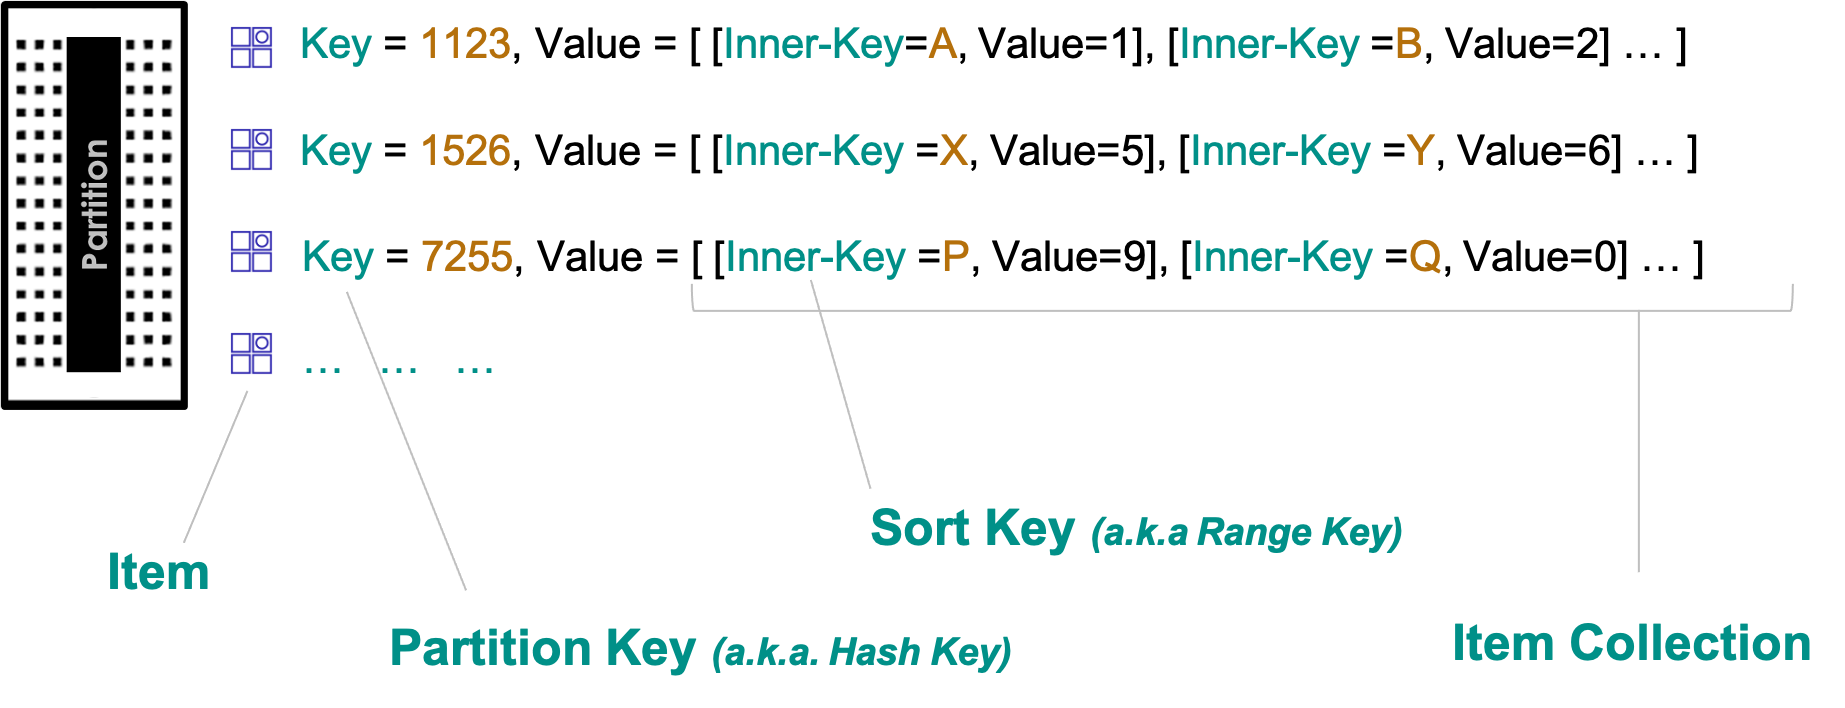 Partition
Key = 1123, Value = [ [Inner-Key=A, Value=1], [Inner-Key =B, Value=2] … ]
Key = 1526, Value = [ [Inner-Key =X, Value=5], [Inner-Key =Y, Value=6] … ]
Key = 7255, Value = [ [Inner-Key =P, Value=9], [Inner-Key =Q, Value=0] … ]
… … …
Sort Key (a.k.a Range Key)
Item
Partition Key (a.k.a. Hash Key)
Item Collection